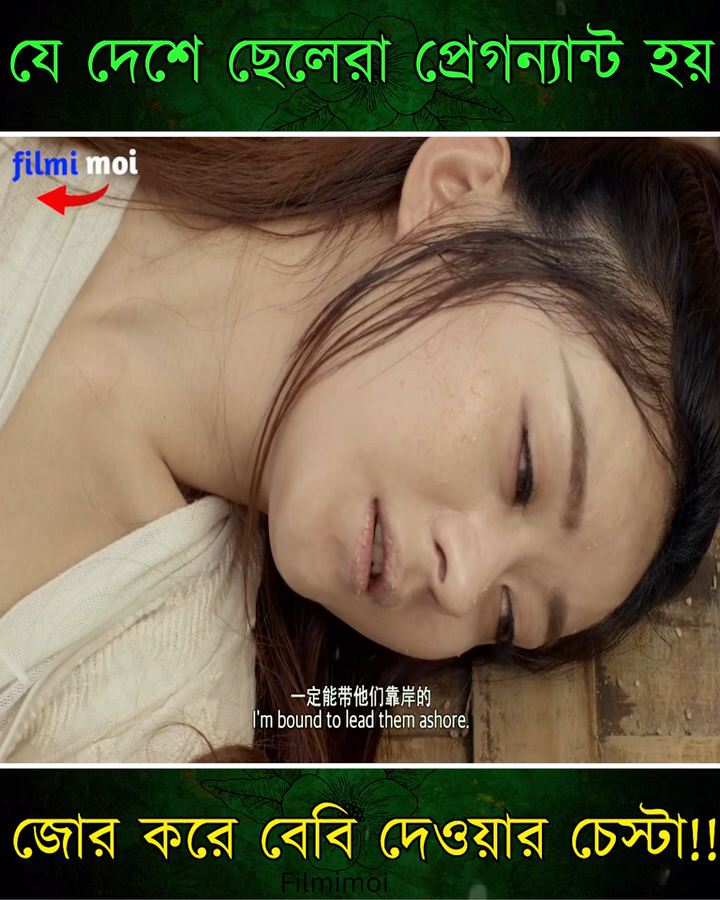 যে দেশে ছেলেরা প্রেগন্যান্ট হয়
filmi moi
一定能带他们靠岸的
I'm bound to lead them ashore.
জোর করে বেবি দেওয়ার চেস্টা!!
Filmimoi